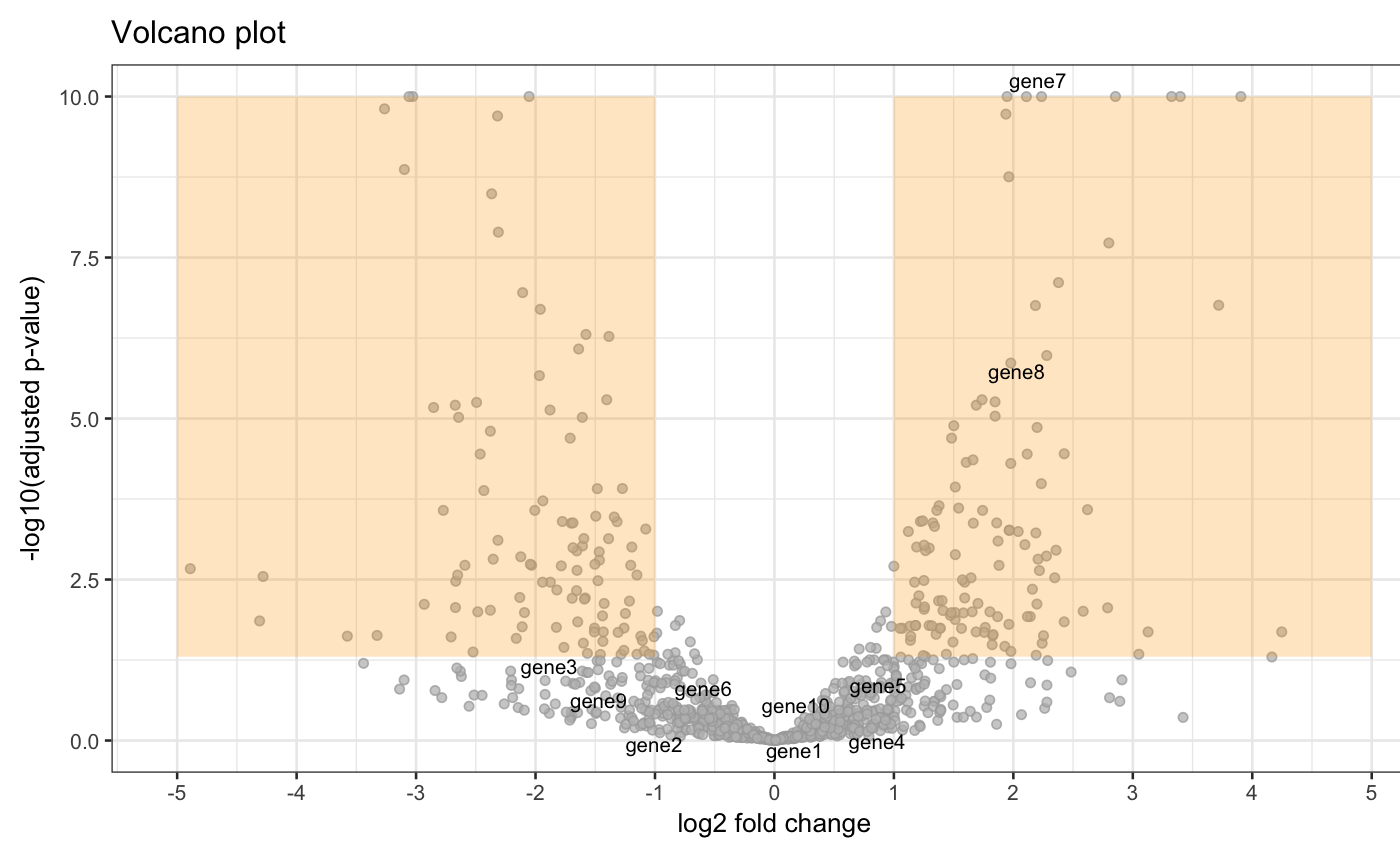 Volcano plot
gene7
10.0
7.5
gene8
5.0
2.5
gene3
gene6
gene5
gene9
gene10
0.0
gene2
gene1
gene4
-log10(adjusted p-value)
-5 -4 -3 -2 -1 0 1 2 3 4 5
log2 fold change